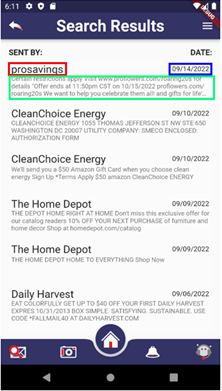 6:11
Search Results
SENT BY: DATE:
prosavings 09/14/2022
Certain restrictions apply Visit www.proflowers.com/roaring20s for
details "Offer ends at 11:59pm CST on 10/15/2022 proflowers.com/
roaring20s We want to help you celebrate them all! and gifts for life'...
CleanChoice Energy 09/10/2022
CLEANCHOICE ENERGY 1055 THOMAS JEFFERSON ST NW STE 650
WASHINGTON DC 20007 UTILITY COMPANY; SMECO ENCLOSED:
AUTHORIZATION FORM
CleanChoice Energy 09/10/2022
We'll send you a $50 Amazon Gift Card when you choose clean
energy Sign Up *Terms Apply $50 amazon CLEANCHOICE ENERGY
The Home Depot 09/09/2022
THE DEPOT HOME RIGHT AT HOME Don't miss this exclusive offer for
our catalog readers 10% OFF YOUR NEXT PURCHASE of furniture and
home decor Shop at homedepot.com/catalog
The Home Depot 09/09/2022
THE HOME DEPOT HOME TO EVERYTHING Shop Now
Daily Harvest 09/06/2022
EAT COLORFULLY GET UP TO $40 OFF YOUR FIRST DAILY HARVEST
EXPIRES 10/31/2013 BOX SIMPLE. SATISFYING. SUSTAINABLE. USE
CODE *FALLMAIL40 AT DAILYHARVEST.COM